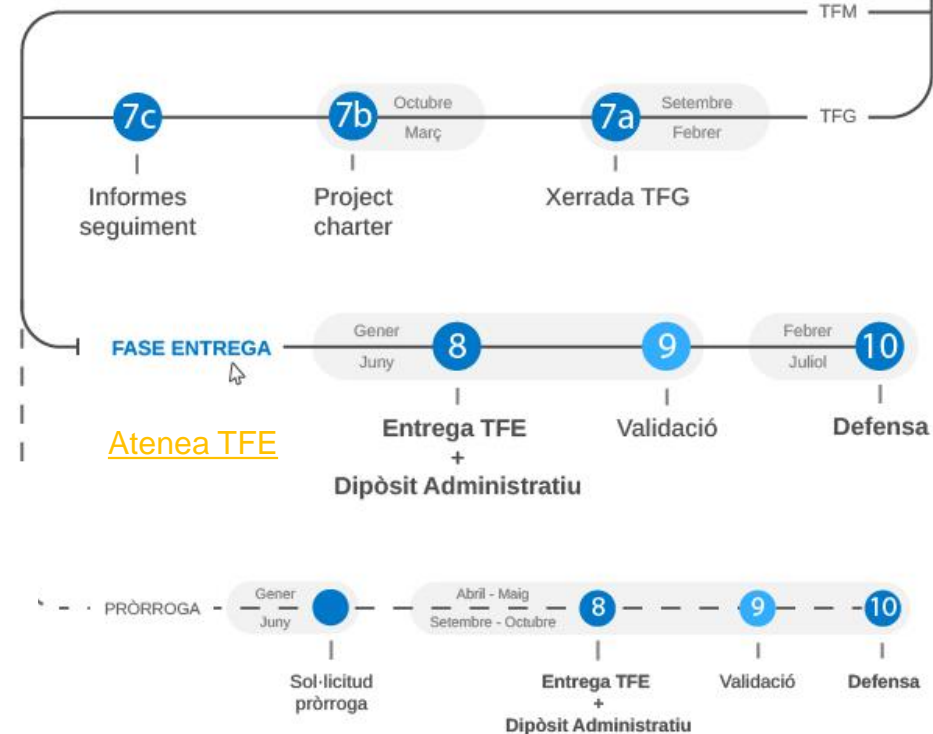 TFM
7c
7b
Octubre
Març
7a
Setembre
Febrer
TFG
Informes
seguiment
Project
charter
Xerrada TFG
FASE ENTREGA
Gener
Juny
8
9
Febrer
Juliol
10
Atenea TFE
Entrega TFE
+
Dipòsit Administratiu
Validació
Defensa
PRÒRROGA
Gener
Juny
Abril - Maig
Setembre - Octubre
8
9
10
Sol·licitud
pròrroga
Entrega TFE
+
Dipòsit Administratiu
Validació
Defensa